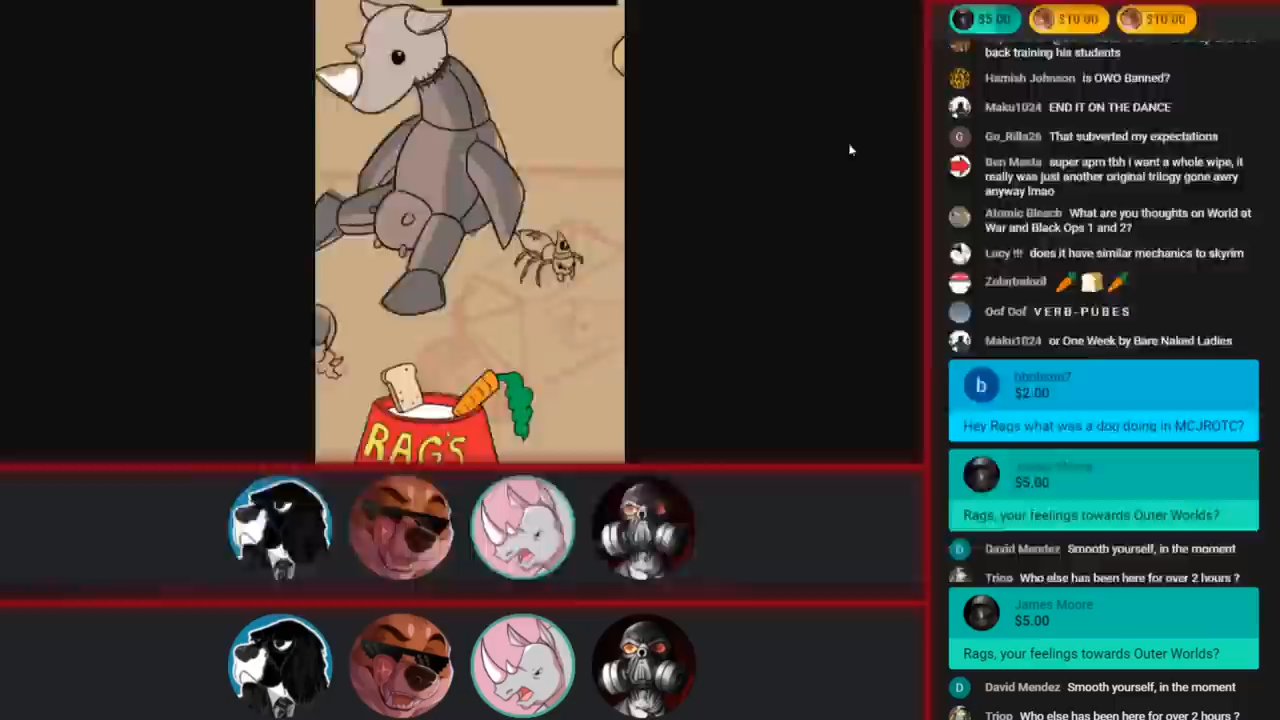 RAG'S
$5.00 $10.00 $10.00
back training his students
Hamish Johnson is OWO Banned?
Maku1024 END IT ON THE DANCE
Go_Rilla26 That subverted my expectations
Ben Masta super apm tbh i want a whole wipe, it
really was just another original trilogy gone awry
anyway lmao
Atomic Bleach What are you thoughts on World at
War and Black Ops 1 and 2?
Lucy !!! does it have similar mechanics to skyrim
Oof Oof V E R B - P U B E S
Maku1024 or One Week by Bare Naked Ladies
b
$2.00
Hey Rags what was a dog doing in MCJROTC?
$5.00
Rags, your feelings towards Outer Worlds?
D David Mendez Smooth yourself, in the moment
Triop Who else has been here for over 2 hours ?
James Moore
$5.00
Rags, your feelings towards Outer Worlds?
D David Mendez Smooth yourself, in the moment
Triop Who else has been here for over 2 hours ?